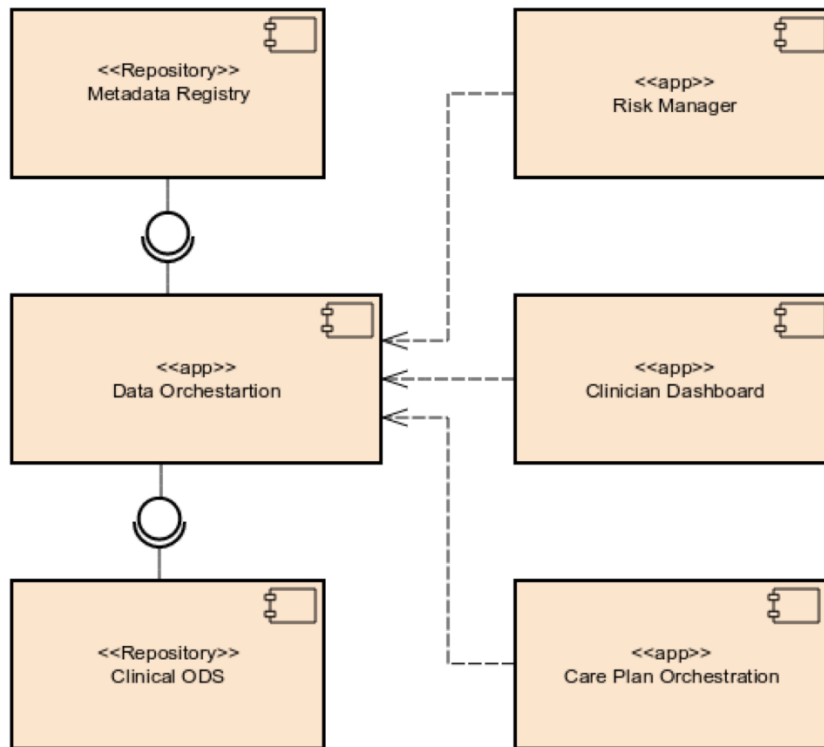 <<Repository>>
Metadata Registry
<<app>>
Risk Manager
<<app>>
Data Orchestartion
<<app>>
Clinician Dashboard
<<Repository>>
Clinical ODS
<<app>>
Care Plan Orchestration